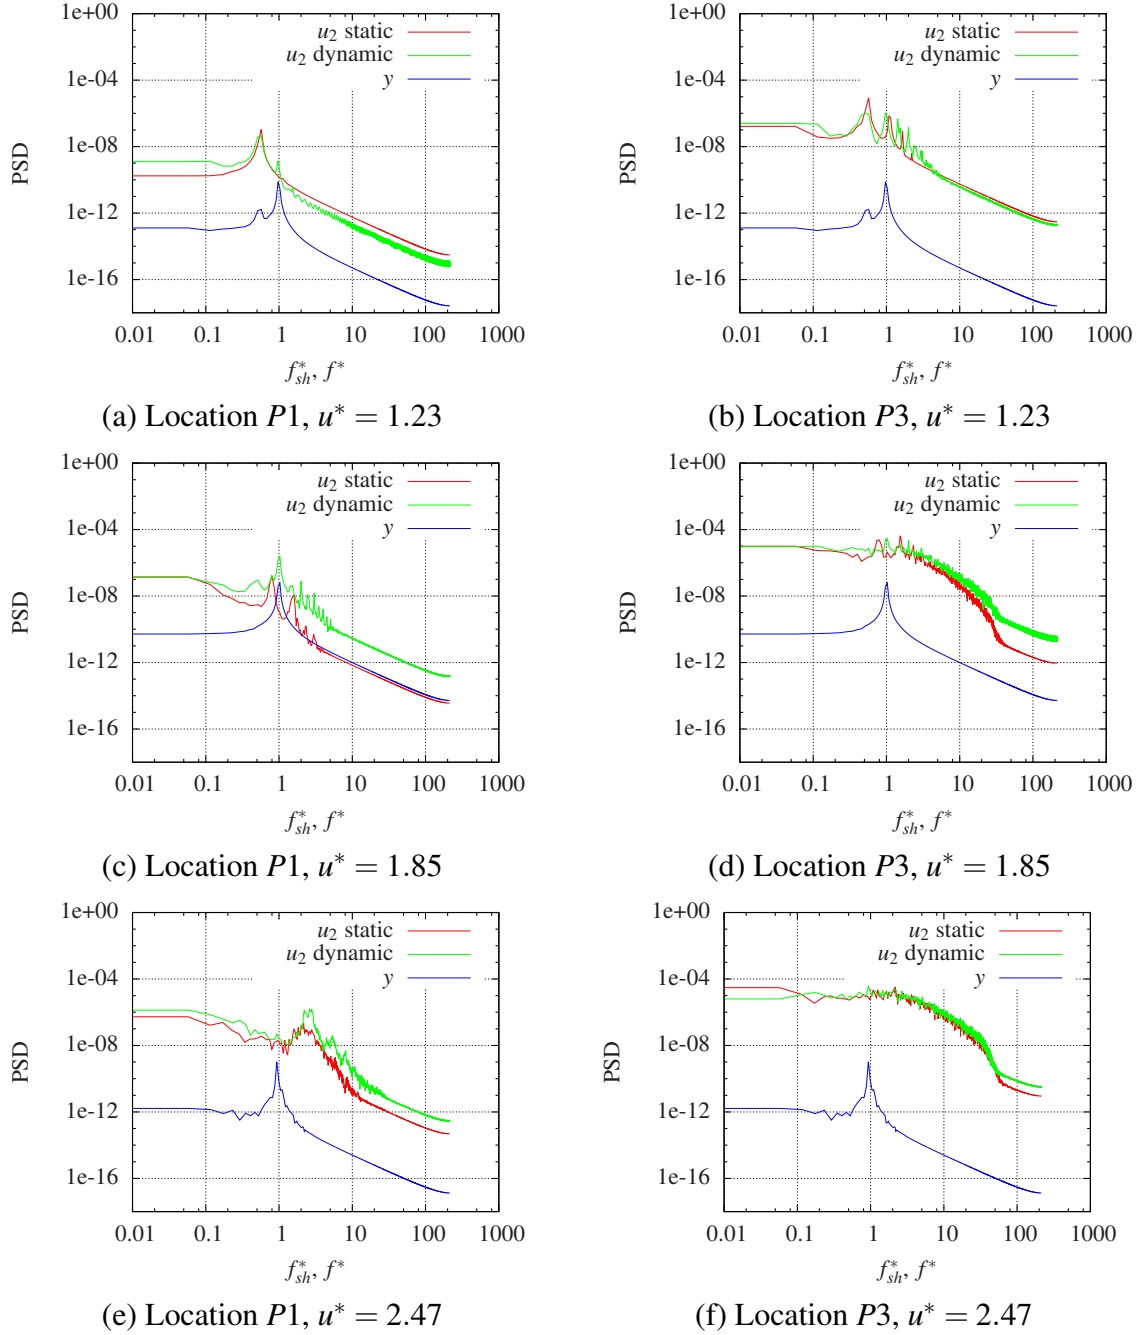 1e+00
1e-04
1e-08
1e-12
1e-16
PSD
u2 static
u2 dynamic
y
0.01 0.1 1 10 100 1000
f*sh, f*
(a) Location P1, u* = 1.23
1e+00
1e-04
1e-08
1e-12
1e-16
PSD
u2 static
u2 dynamic
y
0.01 0.1 1 10 100 1000
f*sh, f*
(b) Location P3, u* = 1.23
1e+00
1e-04
1e-08
1e-12
1e-16
PSD
u2 static
u2 dynamic
y
0.01 0.1 1 10 100 1000
f*sh, f*
(c) Location P1, u* = 1.85
1e+00
1e-04
1e-08
1e-12
1e-16
PSD
u2 static
u2 dynamic
y
0.01 0.1 1 10 100 1000
f*sh, f*
(d) Location P3, u* = 1.85
1e+00
1e-04
1e-08
1e-12
1e-16
PSD
u2 static
u2 dynamic
y
0.01 0.1 1 10 100 1000
f*sh, f*
(e) Location P1, u* = 2.47
1e+00
1e-04
1e-08
1e-12
1e-16
PSD
u2 static
u2 dynamic
y
0.01 0.1 1 10 100 1000
f*sh, f*
(f) Location P3, u* = 2.47